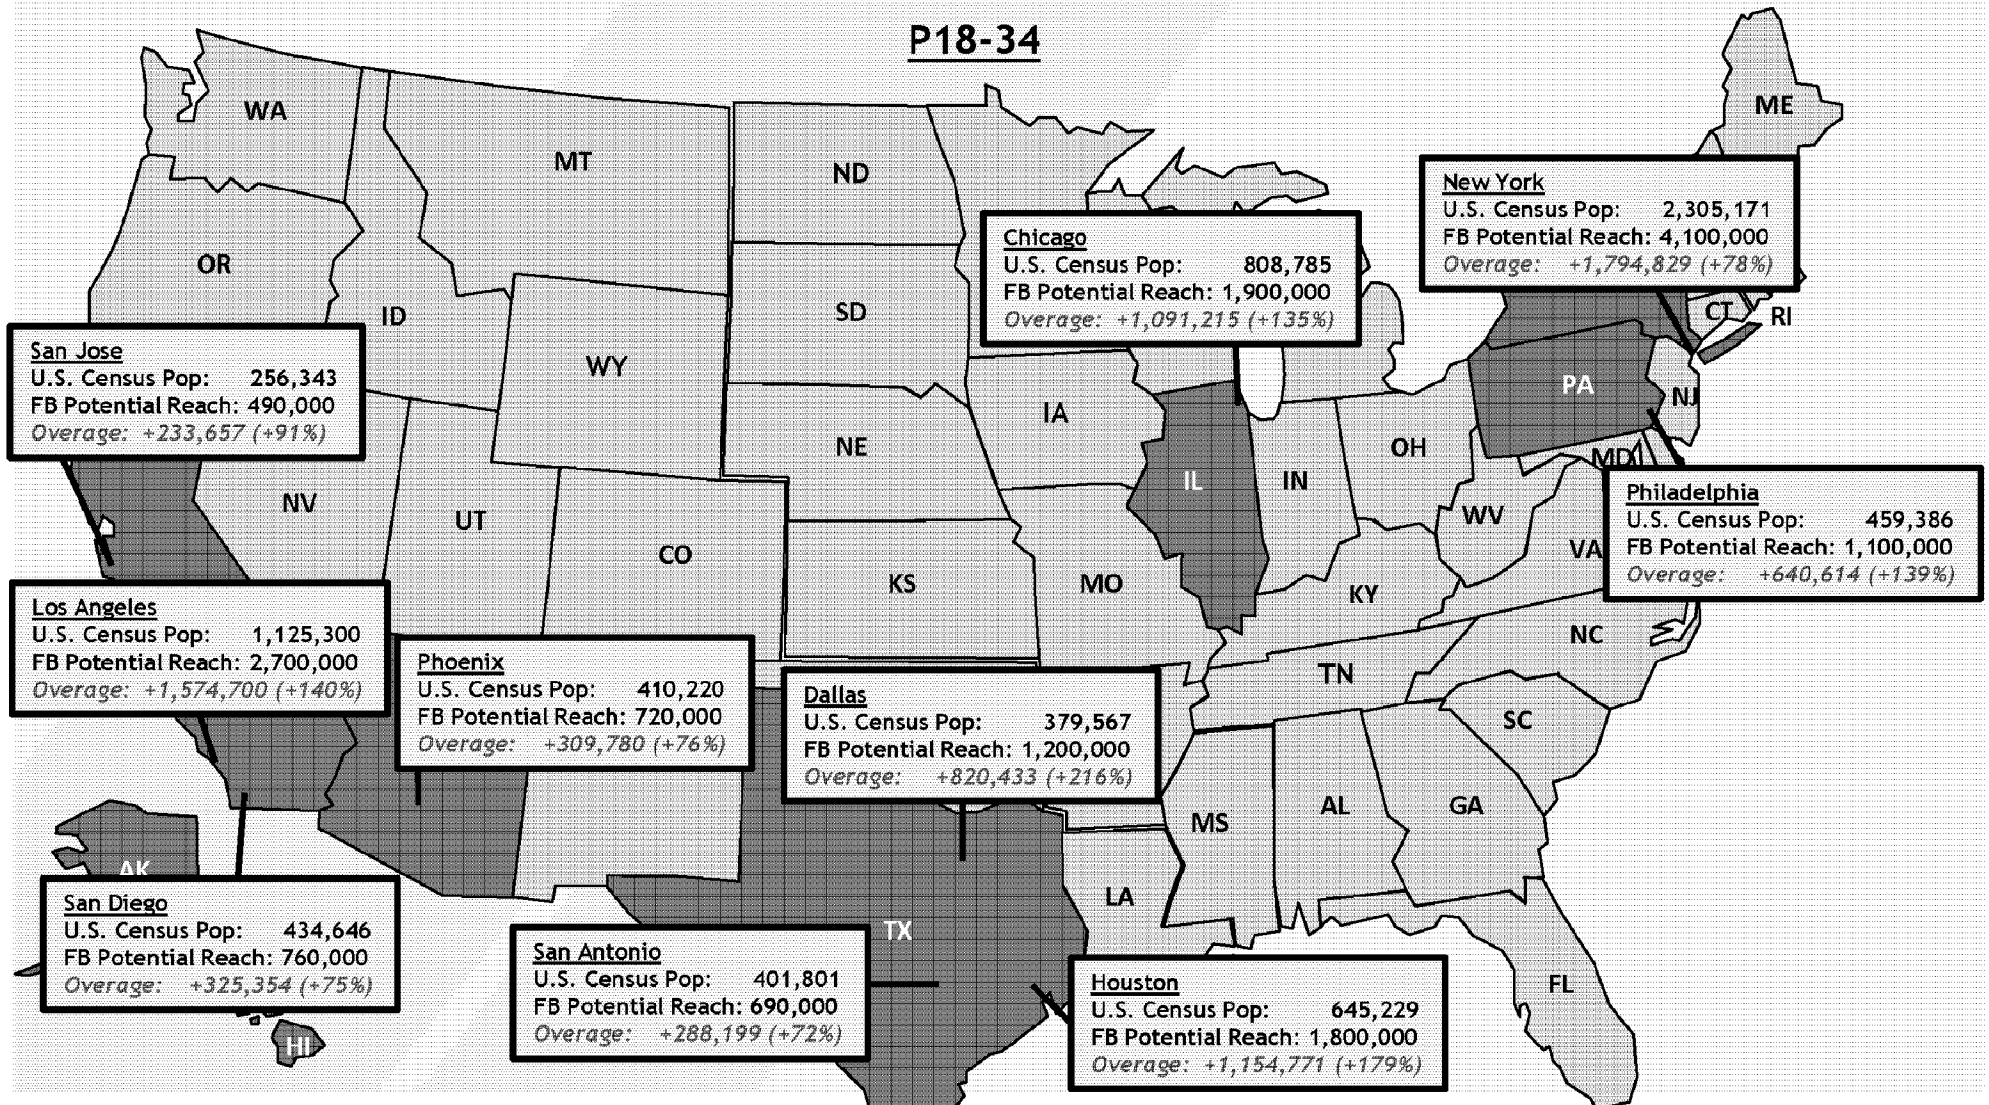 P18-34
WA
MT
ND
ME
OR
ID
WY
SD
New York
U.S. Census Pop: 2,305,171
FB Potential Reach: 4,100,000
Overage: +1,794,829 (+78%)
Chicago
U.S. Census Pop: 808,785
FB Potential Reach: 1,900,000
Overage: +1,091,215 (+135%)
CT
RI
San Jose
U.S. Census Pop: 256,343
FB Potential Reach: 490,000
Overage: +233,657 (+91%)
NE
IA
PA
NJ
NV
UT
CO
KS
MO
IL
IN
OH
MD
WV
VA
KY
Philadelphia
U.S. Census Pop: 459,386
FB Potential Reach: 1,100,000
Overage: +640,614 (+139%)
Los Angeles
U.S. Census Pop: 1,125,300
FB Potential Reach: 2,700,000
Overage: +1,574,700 (+140%)
Phoenix
U.S. Census Pop: 410,220
FB Potential Reach: 720,000
Overage: +309,780 (+76%)
Dallas
U.S. Census Pop: 379,567
FB Potential Reach: 1,200,000
Overage: +820,433 (+216%)
TN
NC
SC
MS
AL
GA
AK
LA
TX
FL
San Diego
U.S. Census Pop: 434,646
FB Potential Reach: 760,000
Overage: +325,354 (+75%)
San Antonio
U.S. Census Pop: 401,801
FB Potential Reach: 690,000
Overage: +288,199 (+72%)
Houston
U.S. Census Pop: 645,229
FB Potential Reach: 1,800,000
Overage: +1,154,771 (+179%)
HI